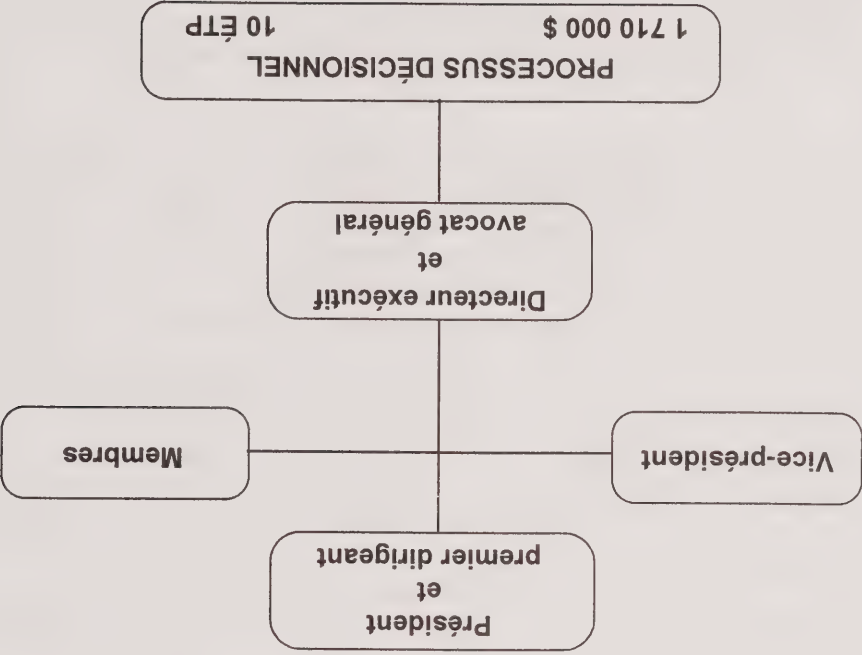 Président
et
premier dirigeant
Vice-président
Membres
Directeur exécutif
et
avocat général
PROCESSUS DÉCISIONNEL
1 710 000 $ 10 ÉTP